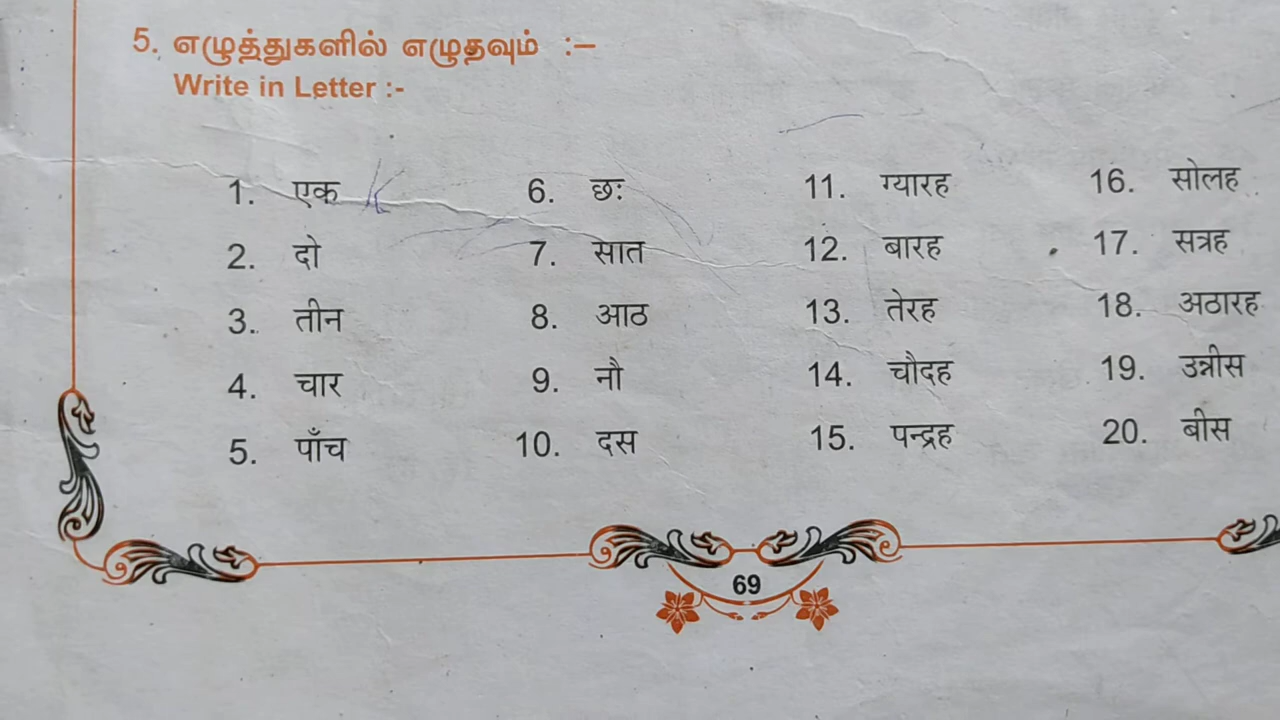 5. எழுத்துகளில் எழுதவும் :–
Write in Letter :-
1. एक 6. छः 11. ग्यारह 16. सोलह
2. दो 7. सात 12. बारह 17. सत्रह
3. तीन 8. आठ 13. तेरह 18. अठारह
4. चार 9. नौ 14. चौदह 19. उन्नीस
5. पाँच 10. दस 15. पन्द्रह 20. बीस
69